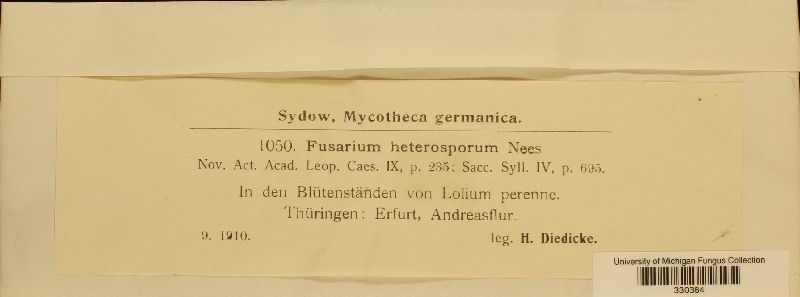 Sydow, Mycotheca germanica.
1050. Fusarium heterosporum Nees
Nov. Act. Acad. Leop. Caes. IX, p. 235; Sacc. Syll. IV, p. 695.
In den Blütenständen von Lolium perenne.
Thüringen: Erfurt, Andreasflur.
9. 1910. leg. H. Diedicke.
University of Michigan Fungus Collection
330364